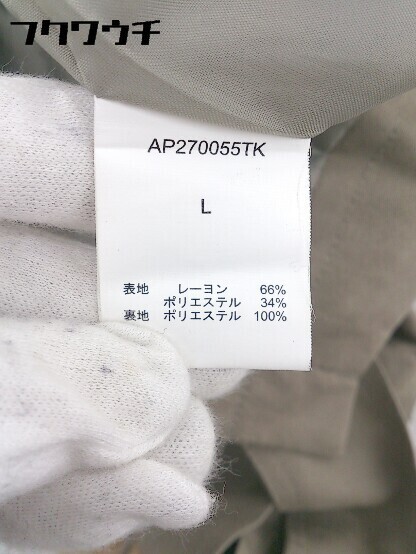 フクワウチ
AP270055TK
L
表地 レーヨン 66%
ポリエステル 34%
裏地 ポリエステル 100%